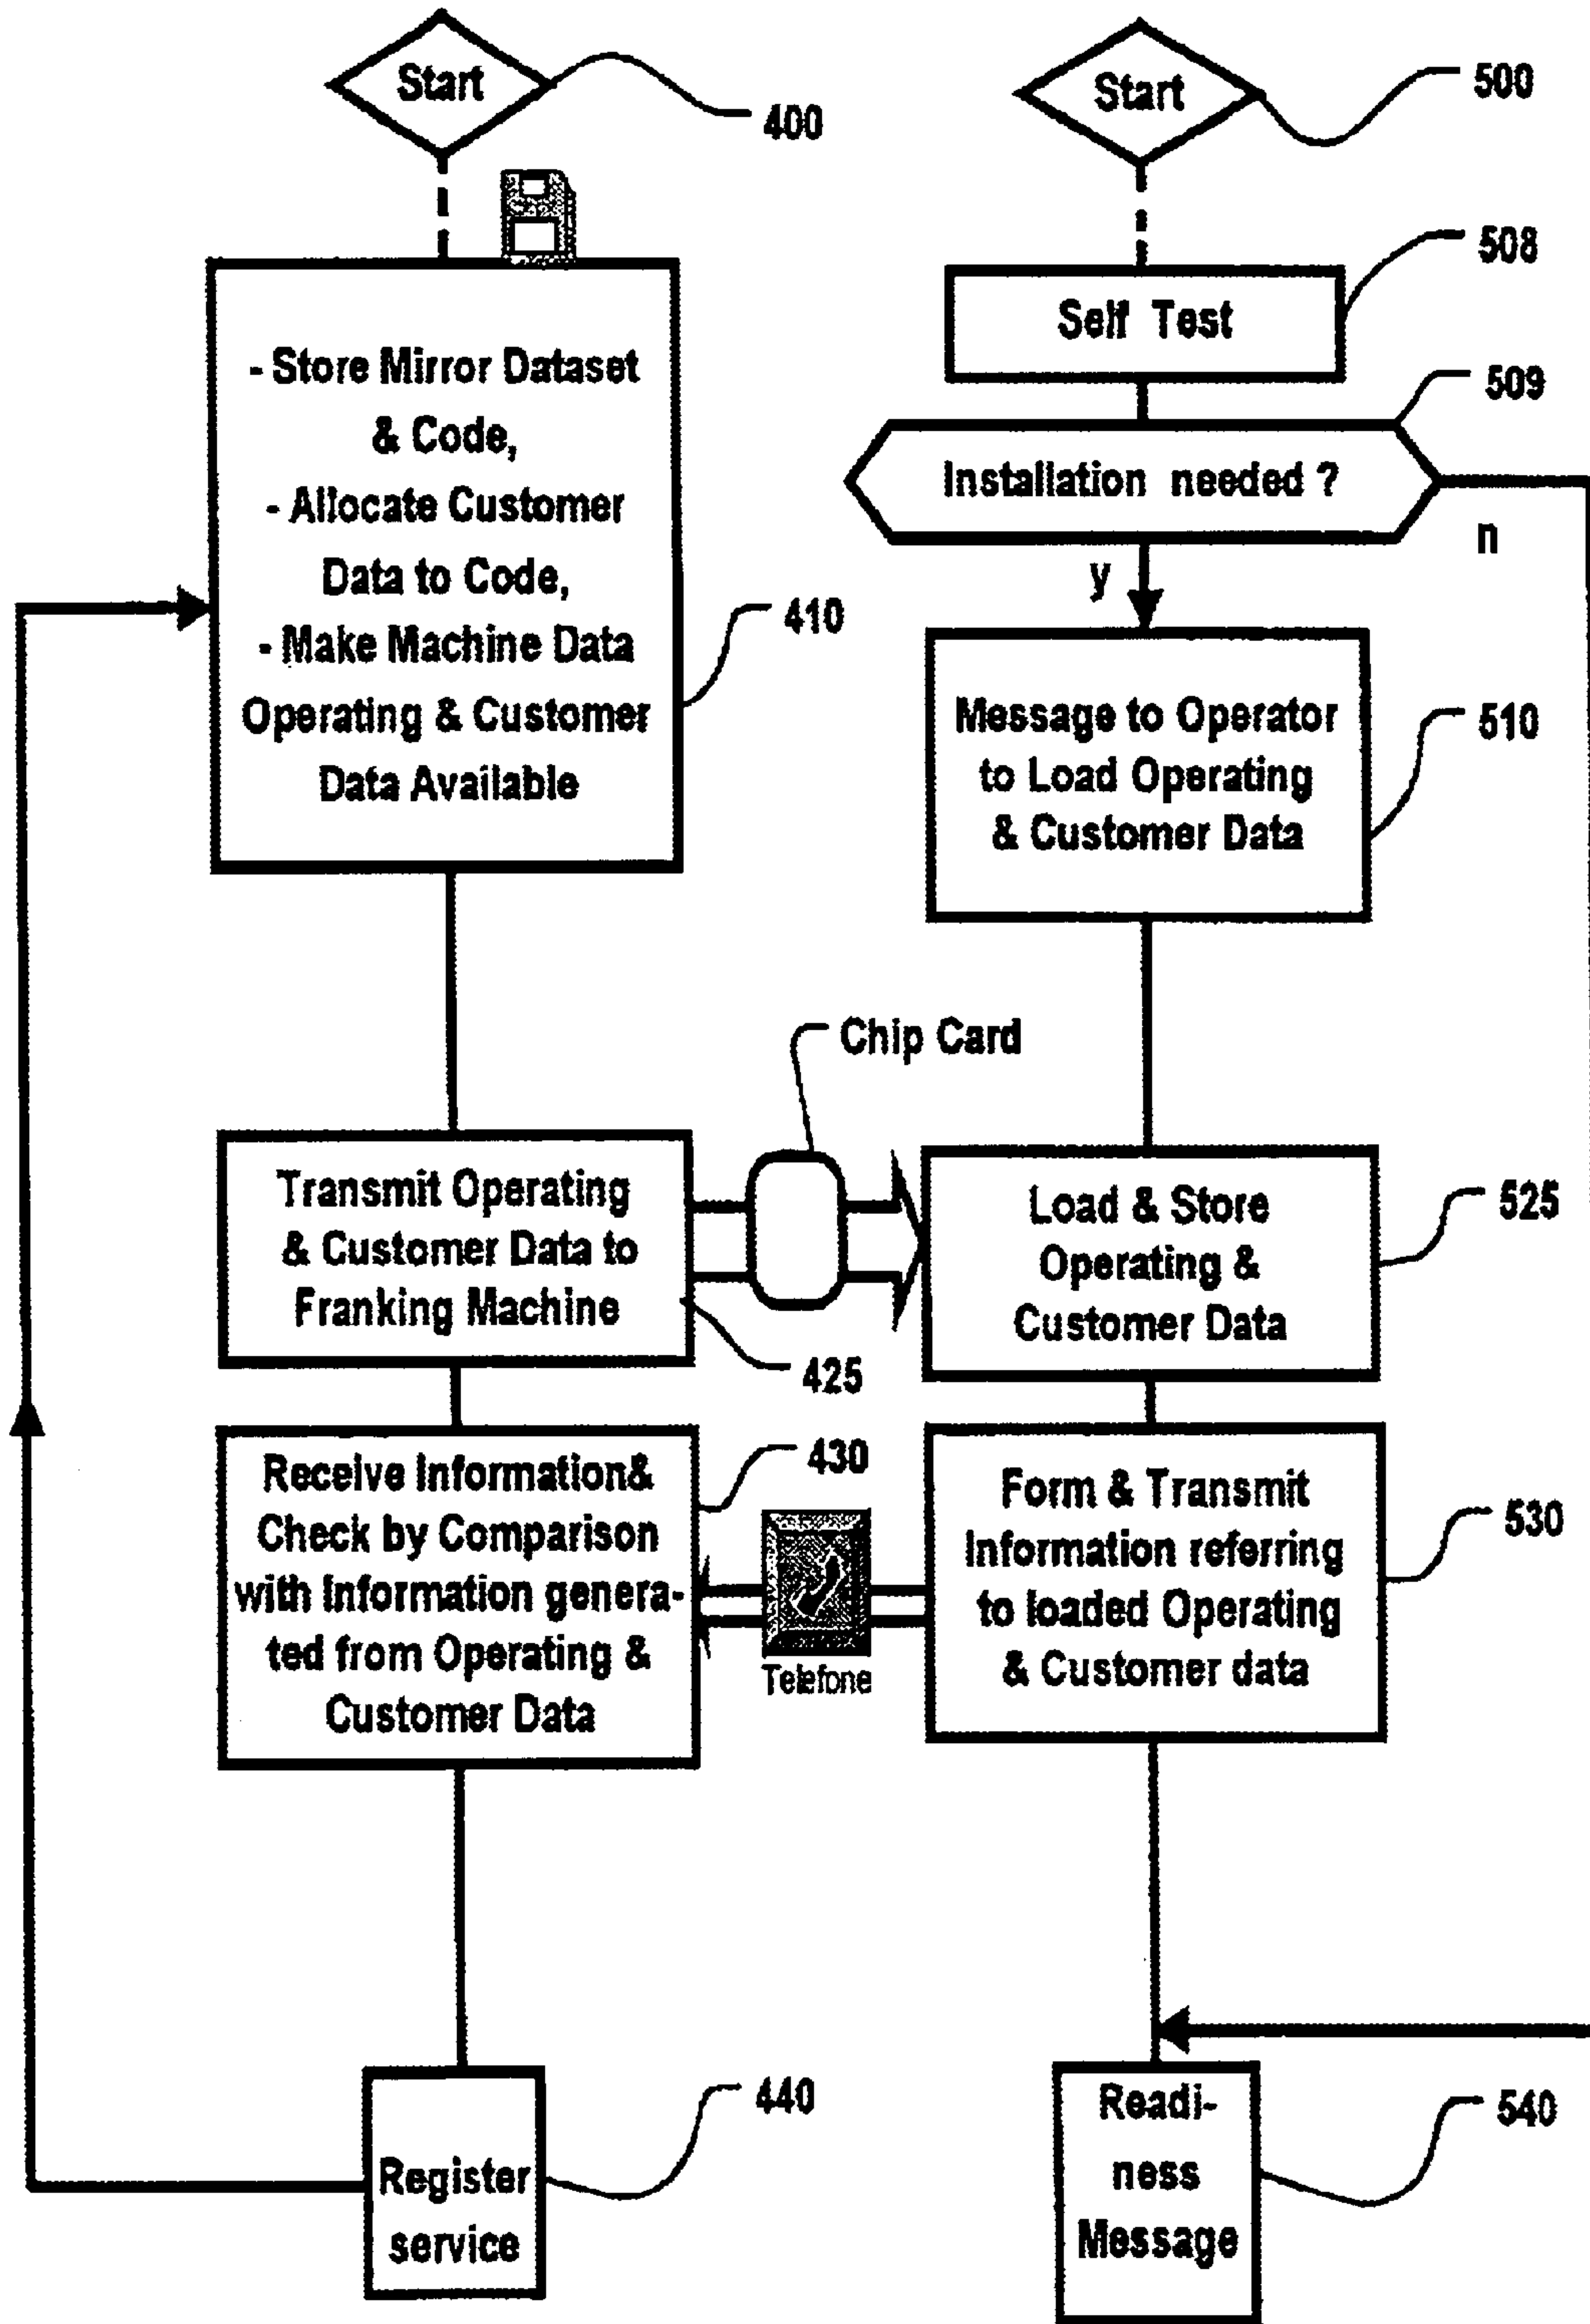 Start
400
- Store Mirror Dataset
& Code,
- Allocate Customer
Data to Code,
- Make Machine Data
Operating & Customer
Data Available
410
Transmit Operating
& Customer Data to
Franking Machine
425
Chip Card
Receive Information&
Check by Comparison
with Information genera-
ted from Operating &
Customer Data
430
Telefone
Register
service
440
Start
500
Self Test
508
Installation needed ?
509
n
y
Message to Operator
to Load Operating
& Customer Data
510
Load & Store
Operating &
Customer Data
525
Form & Transmit
Information referring
to loaded Operating
& Customer data
530
Readi-
ness
Message
540